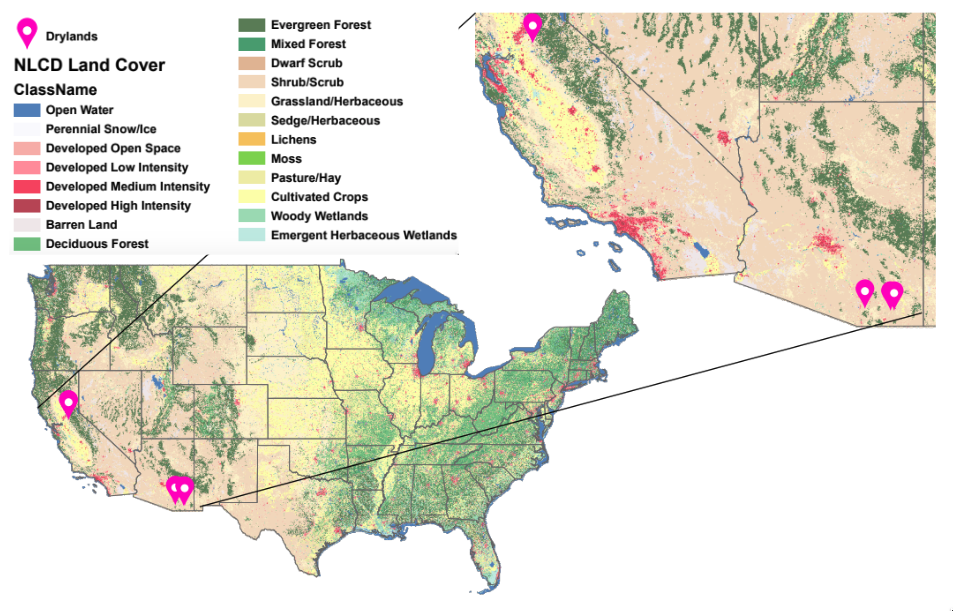 Drylands
NLCD Land Cover
ClassName
Open Water
Perennial Snow/Ice
Developed Open Space
Developed Low Intensity
Developed Medium Intensity
Developed High Intensity
Barren Land
Deciduous Forest
Evergreen Forest
Mixed Forest
Dwarf Scrub
Shrub/Scrub
Grassland/Herbaceous
Sedge/Herbaceous
Lichens
Moss
Pasture/Hay
Cultivated Crops
Woody Wetlands
Emergent Herbaceous Wetlands